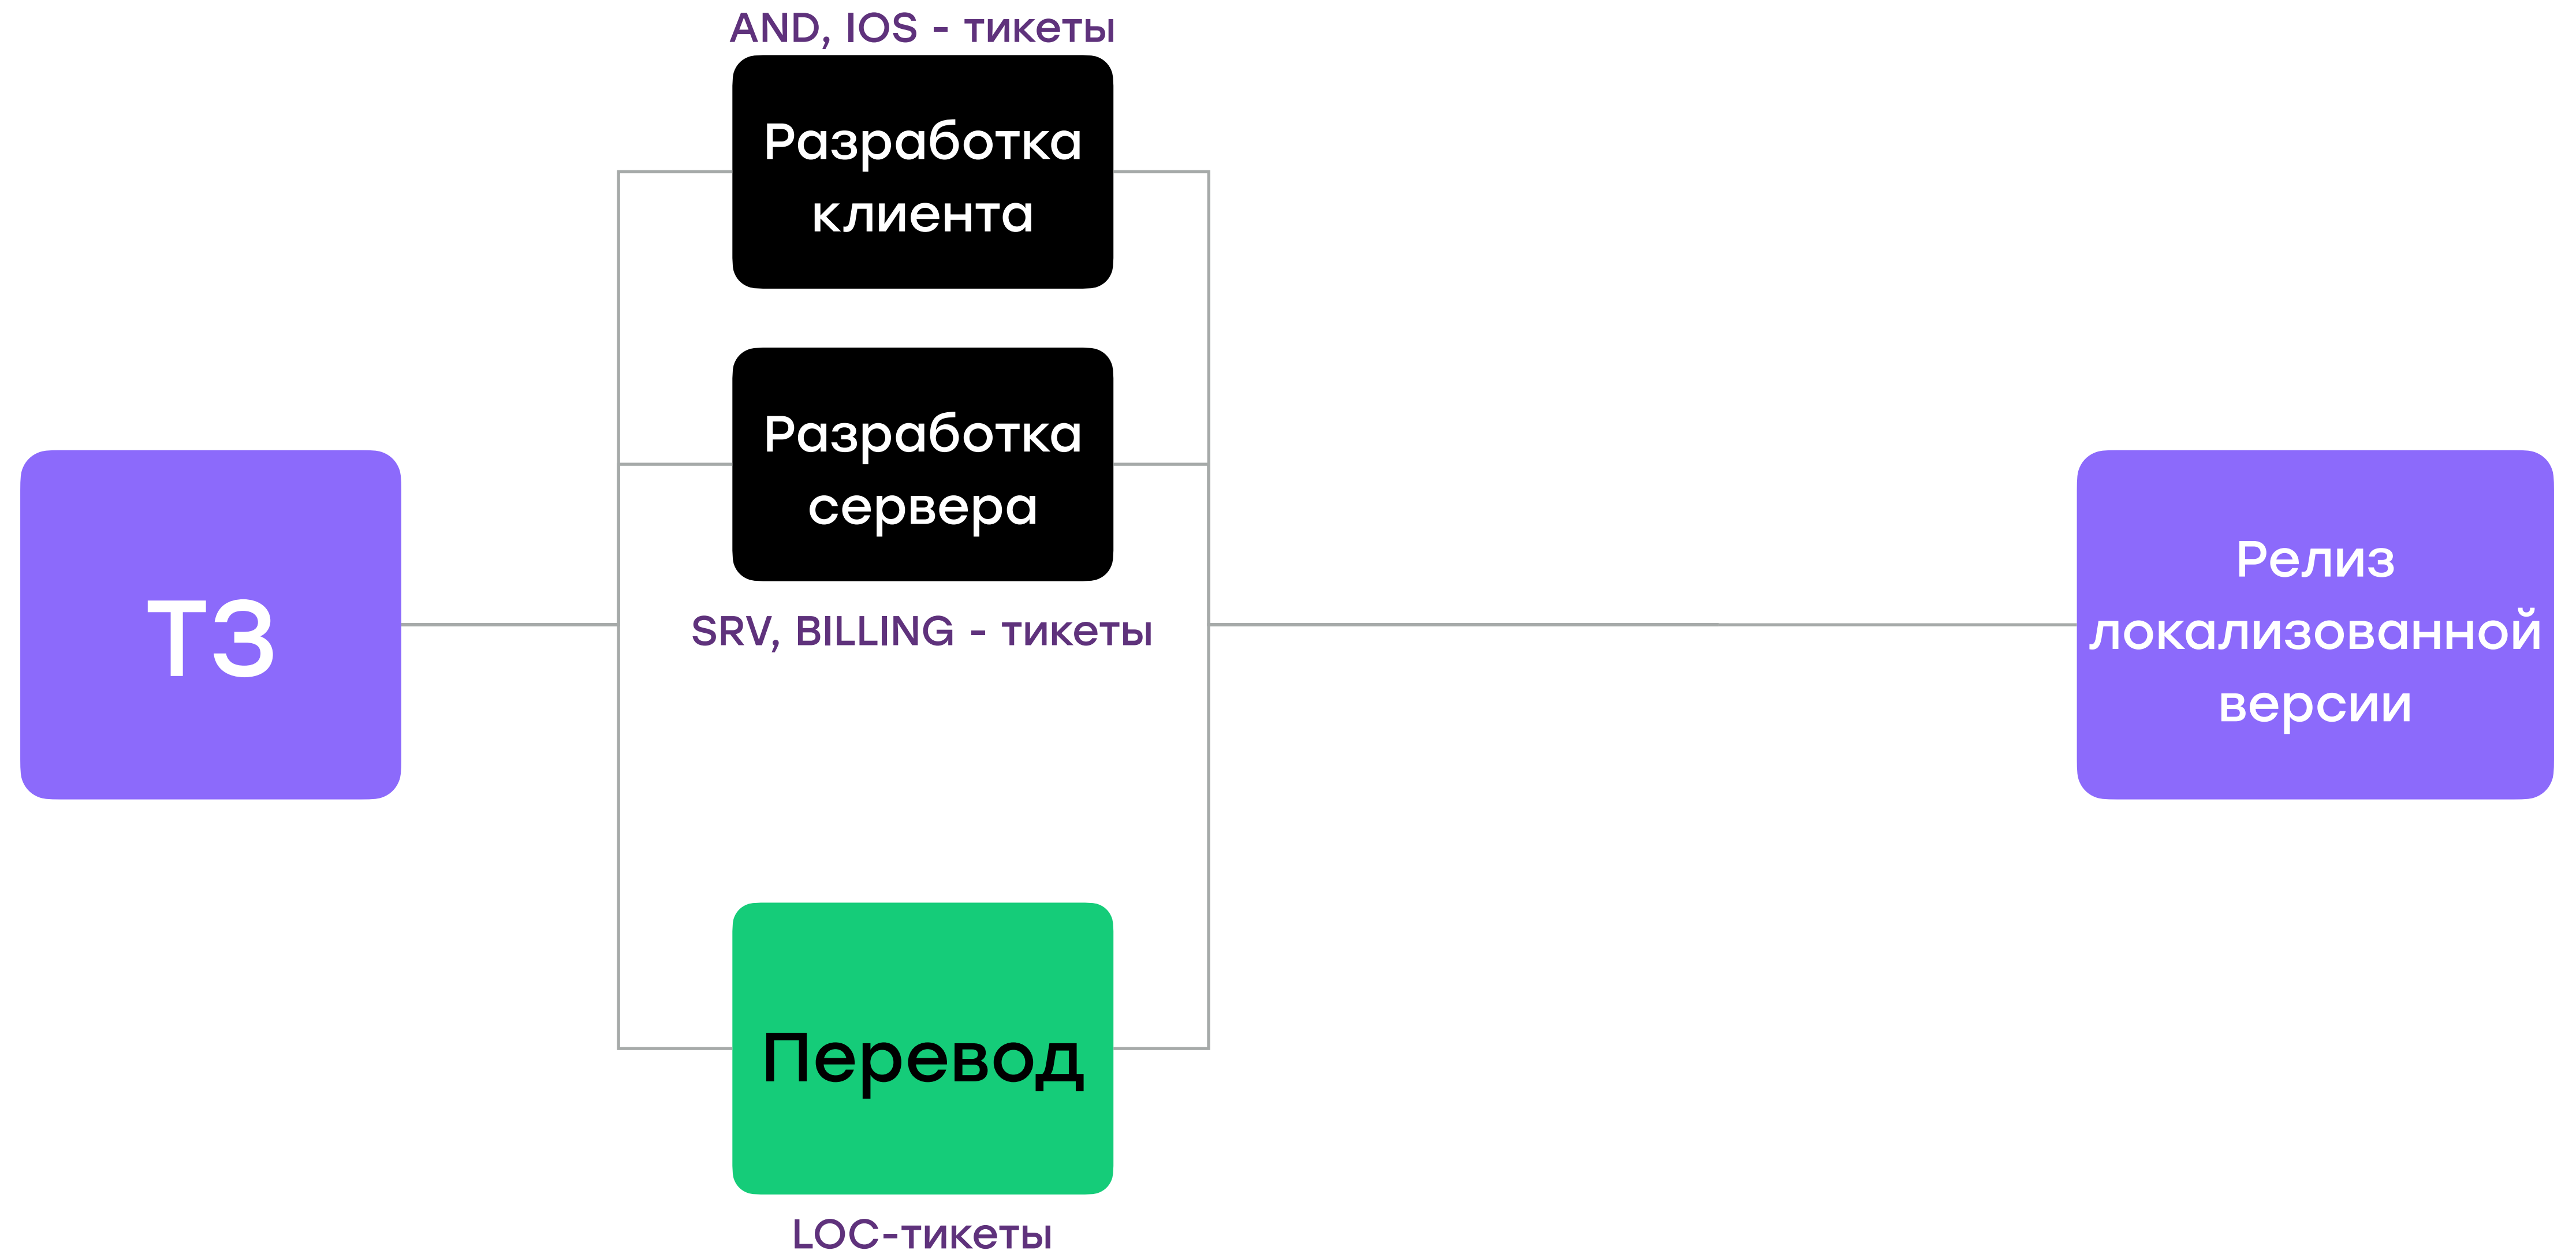 AND, IOS - тикеты
Разработка
клиента
Разработка
сервера
SRV, BILLING - тикеты
ТЗ
Релиз
локализованной
версии
Перевод
LOC-тикеты